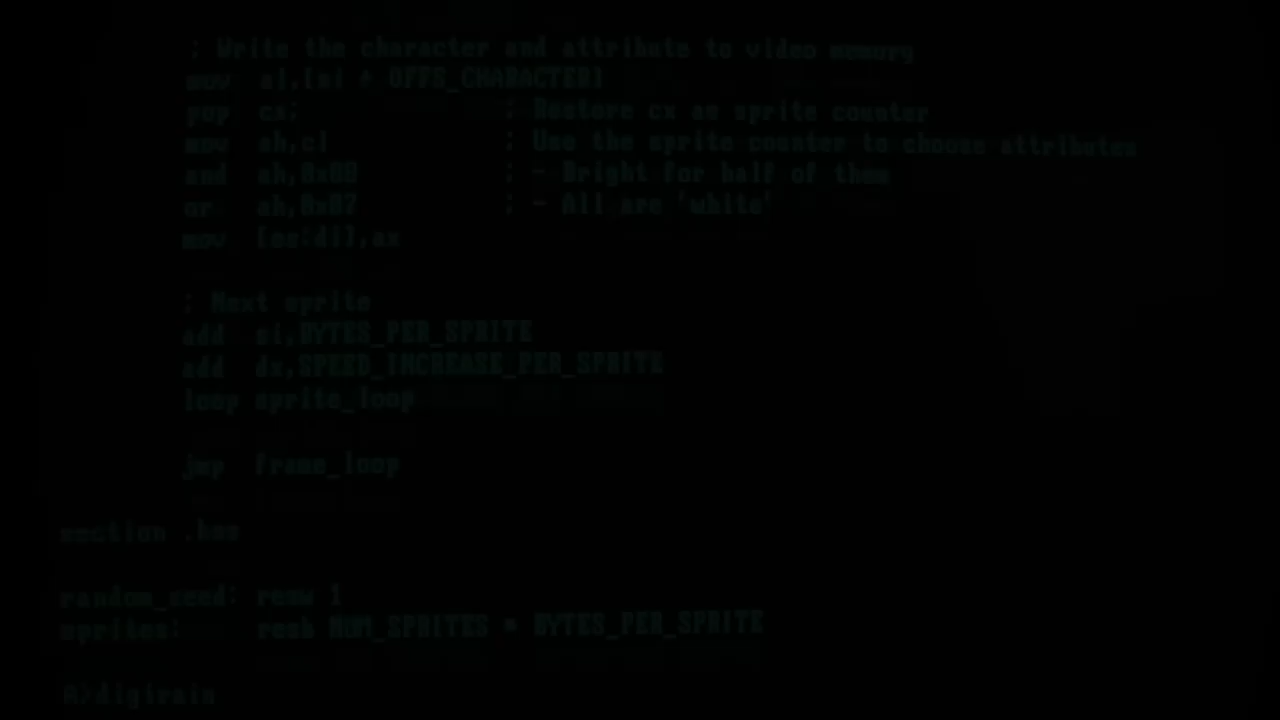 ; Write the character and attribute to video memory
mov al,[si + OFFS_CHARACTER]
pop cx; ; Restore cx as sprite counter
mov ah,cl ; Use the sprite counter to choose attributes
and ah,0x08 ; - Bright for half of them
or ah,0x07 ; - All are 'white'
mov [es:di],ax
; Next sprite
add si,BYTES_PER_SPRITE
add dx,SPEED_INCREASE_PER_SPRITE
loop sprite_loop
jmp frame_loop
section .bss
random_seed: resw 1
sprites: resb NUM_SPRITES * BYTES_PER_SPRITE
A>digirain